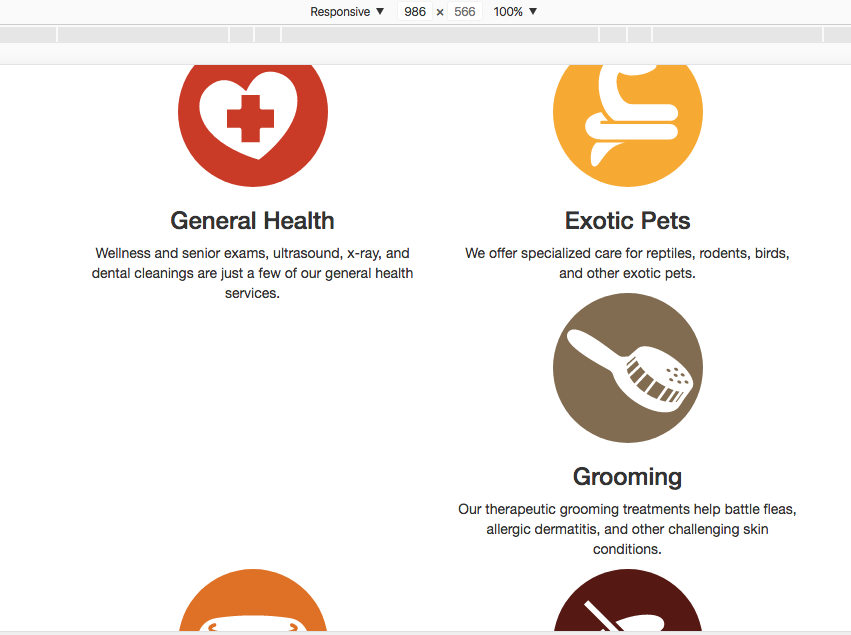 Responsive ▼ 986 × 566 100% ▼
General Health
Wellness and senior exams, ultrasound, x-ray, and
dental cleanings are just a few of our general health
services.
Exotic Pets
We offer specialized care for reptiles, rodents, birds,
and other exotic pets.
Grooming
Our therapeutic grooming treatments help battle fleas,
allergic dermatitis, and other challenging skin
conditions.